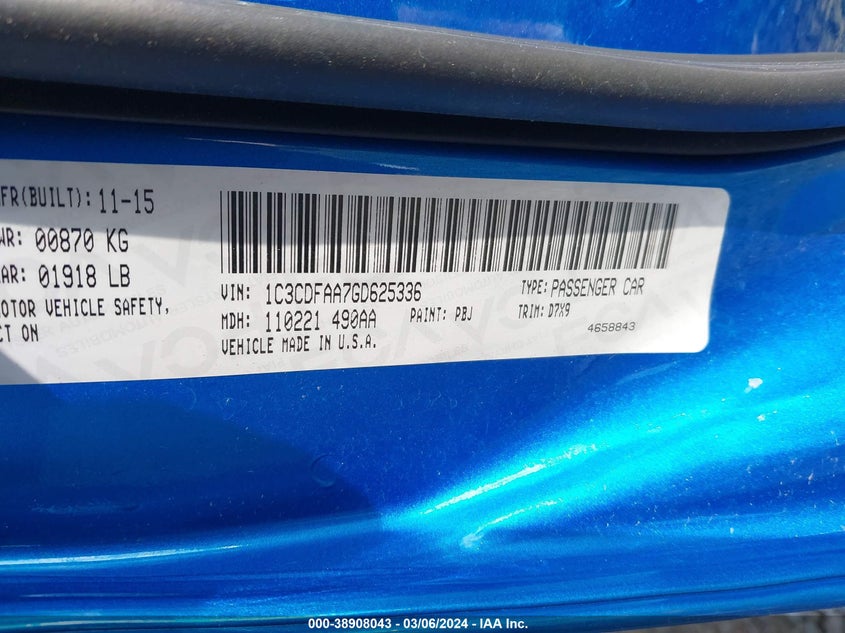 FR(BUILT): 11-15
WR: 00870 KG
AR: 01918 LB
MOTOR VEHICLE SAFETY,
CT ON
VIN: 1C3CDFAA7GD625336
TYPE: PASSENGER CAR
MDH: 110221 490AA
PAINT: PBJ
TRIM: D7X9
VEHICLE MADE IN U.S.A.
4658843
000-38908043 - 03/06/2024 - IAA Inc.